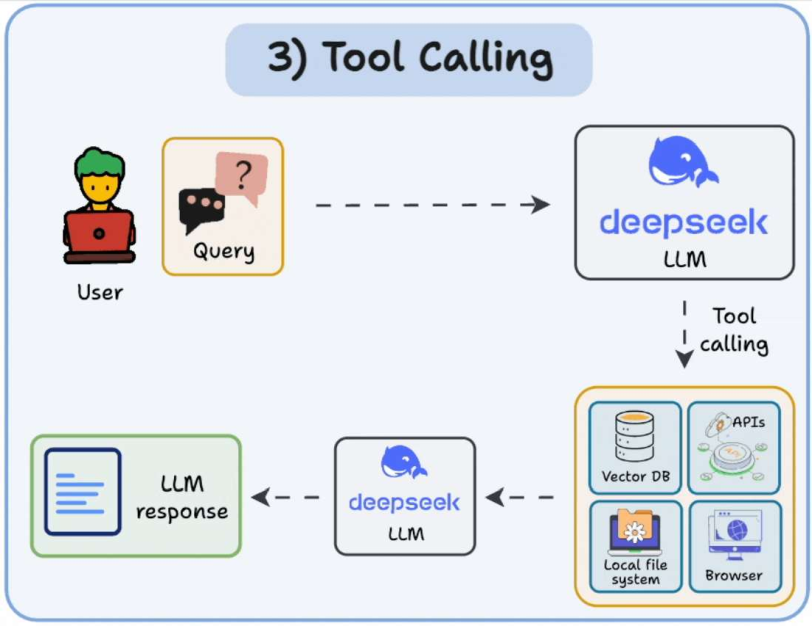 3) Tool Calling
Query
User
deepseek
LLM
Tool
calling
Vector DB
APIs
Local file
system
Browser
deepseek
LLM
LLM
response